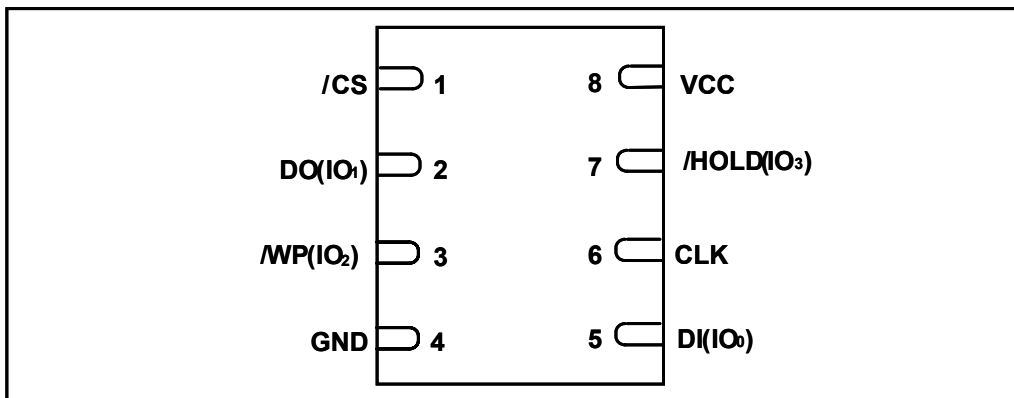 /CS 1 8 VCC
DO(IO₁) 2 7 /HOLD(IO₃)
/WP(IO₂) 3 6 CLK
GND 4 5 DI(IO₀)